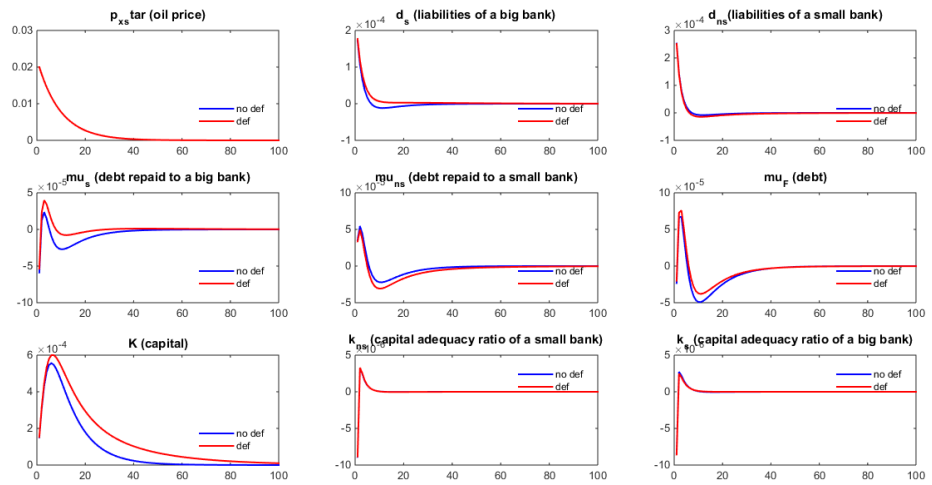 p_xs tar (oil price)
0.03
0.02
0.01
0
no def
def
0 20 40 60 80 100
×10^-4 d_s (liabilities of a big bank)
2
1
0
-1
no def
def
0 20 40 60 80 100
×10^-4 d_ns (liabilities of a small bank)
3
2
1
0
-1
no def
def
0 20 40 60 80 100
×10^-5 mu_s (debt repaid to a big bank)
5
0
-5
-10
no def
def
0 20 40 60 80 100
×10^-5 mu_ns (debt repaid to a small bank)
10
5
0
-5
no def
def
0 20 40 60 80 100
×10^-5 mu_F (debt)
10
5
0
-5
no def
def
0 20 40 60 80 100
×10^-4 K (capital)
6
4
2
0
no def
def
0 20 40 60 80 100
×10^-6 k_ns (capital adequacy ratio of a small bank)
5
0
-5
-10
no def
def
0 20 40 60 80 100
k_s (capital adequacy ratio of a big bank)
5
0
-5
-10
no def
def
0 20 40 60 80 100